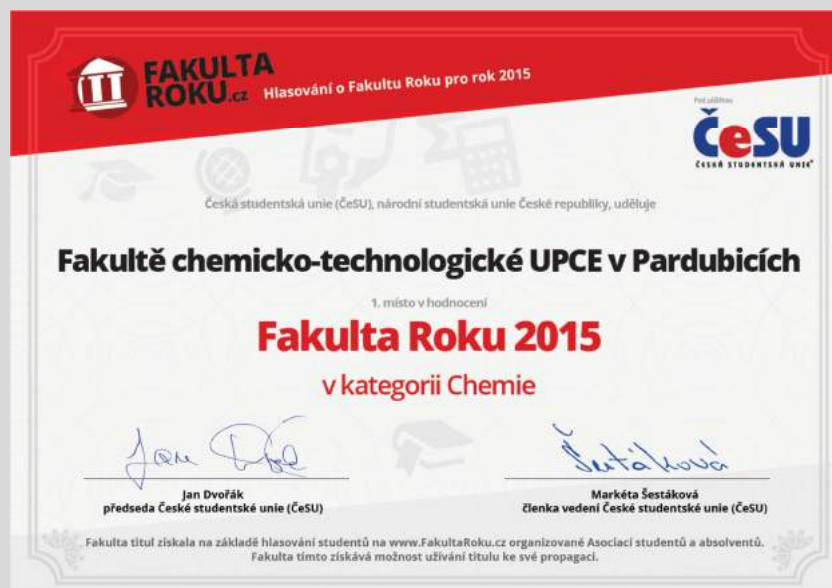 FAKULTA
ROKU.cz Hlasování o Fakultu Roku pro rok 2015
Pod záštitou
ČeSU
ČESKÁ STUDENTSKÁ UNIE
Česká studentská unie (ČeSU), národní studentská unie České republiky, uděluje
Fakultě chemicko-technologické UPCE v Pardubicích
1. místo v hodnocení
Fakulta Roku 2015
v kategorii Chemie
Jan Dvořák
předseda České studentské unie (ČeSU)
Šestáková
Markéta Šestáková
členka vedení České studentské unie (ČeSU)
Fakulta titul získala na základě hlasování studentů na www.FakultaRoku.cz organizované Asociací studentů a absolventů.
Fakulta tímto získává možnost užívání titulu ke své propagaci.